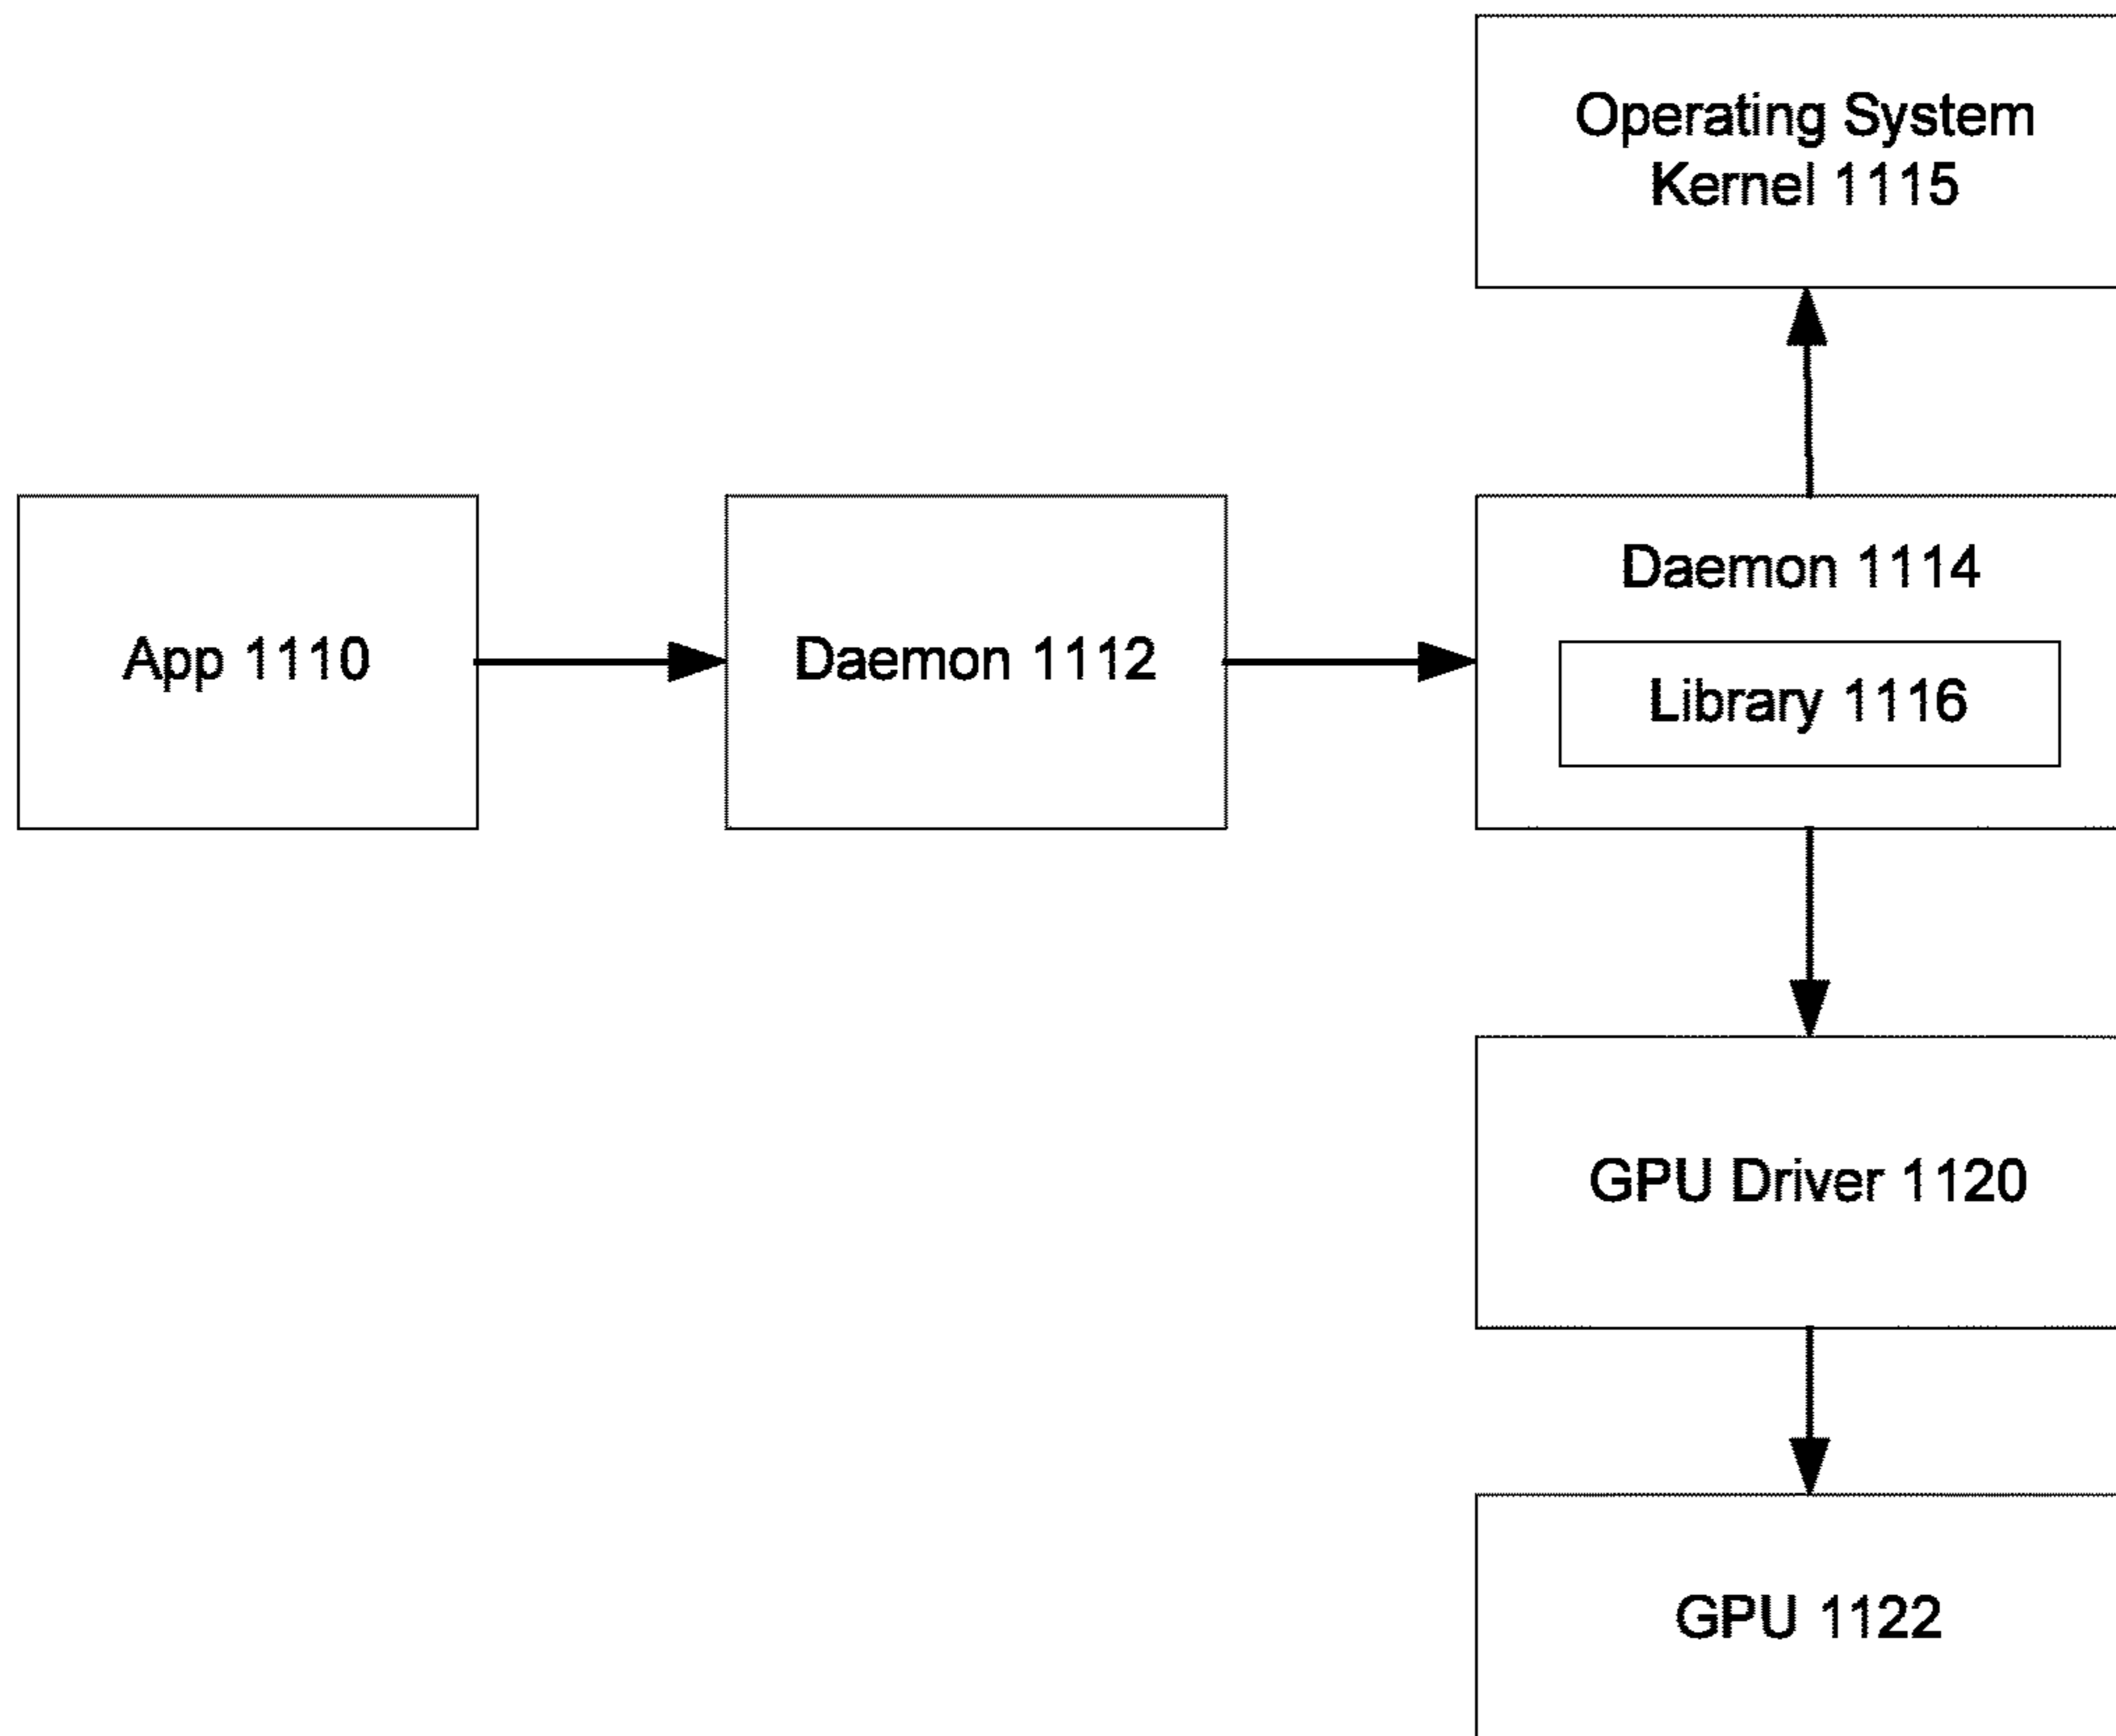 Operating System
Kernel 1115
App 1110
Daemon 1112
Daemon 1114
Library 1116
GPU Driver 1120
GPU 1122